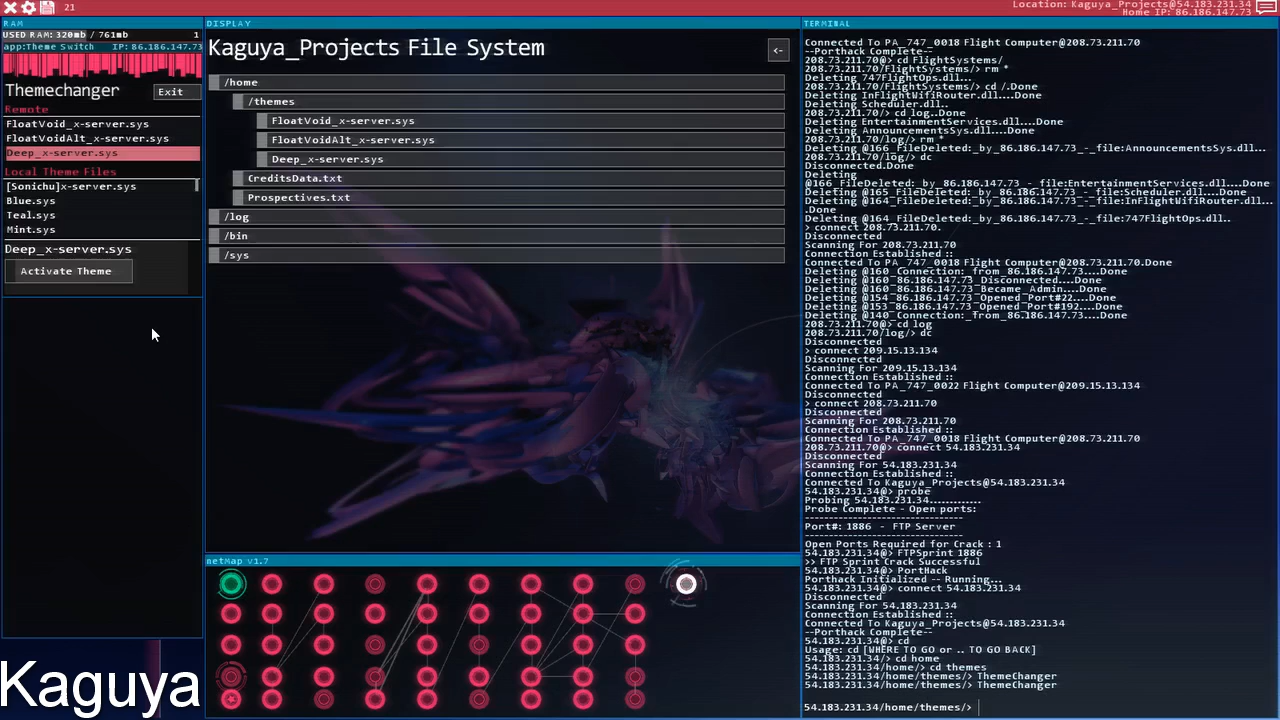 21
Location: Kaguya_Projects@54.183.231.34
Home IP: 86.186.147.73
RAM
USED RAM: 320mb / 761mb 1
app:Theme Switch IP: 86.186.147.73
Themechanger
Exit
Remote
FloatVoid_x-server.sys
FloatVoidAlt_x-server.sys
Deep_x-server.sys
Local Theme Files
[Sonichu]x-server.sys
Blue.sys
Teal.sys
Mint.sys
Deep_x-server.sys
Activate Theme
Kaguya
DISPLAY
Kaguya_Projects File System
<-
/home
/themes
FloatVoid_x-server.sys
FloatVoidAlt_x-server.sys
Deep_x-server.sys
CreditsData.txt
Prospectives.txt
/log
/bin
/sys
netMap v1.7
TERMINAL
Connected To PA_747_0018 Flight Computer@208.73.211.70
--Porthack Complete--
208.73.211.70@> cd FlightSystems/
208.73.211.70/FlightSystems/> rm *
Deleting 747FlightOps.dll...
208.73.211.70/FlightSystems/> cd /.Done
Deleting InFlightWifiRouter.dll....Done
Deleting Scheduler.dll..
208.73.211.70/> cd log..Done
Deleting EntertainmentServices.dll....Done
Deleting AnnouncementsSys.dll....Done
208.73.211.70/log/> rm *
Deleting @166_FileDeleted:_by_86.186.147.73_-_file:AnnouncementsSys.dll...
208.73.211.70/log/> dc
Disconnected.Done
Deleting
@166_FileDeleted:_by_86.186.147.73_-_file:EntertainmentServices.dll....Done
Deleting @165_FileDeleted:_by_86.186.147.73_-_file:Scheduler.dll....Done
Deleting @164_FileDeleted:_by_86.186.147.73_-_file:InFlightWifiRouter.dll...
.Done
Deleting @164_FileDeleted:_by_86.186.147.73_-_file:747FlightOps.dll..
> connect 208.73.211.70.
Disconnected
Scanning For 208.73.211.70
Connection Established ::
Connected To PA_747_0018 Flight Computer@208.73.211.70.Done
Deleting @160_Connection:_from_86.186.147.73....Done
Deleting @160_86.186.147.73_Disconnected....Done
Deleting @160_86.186.147.73_Became_Admin....Done
Deleting @154_86.186.147.73_Opened_Port#22....Done
Deleting @153_86.186.147.73_Opened_Port#192....Done
Deleting @140_Connection:_from_86.186.147.73....Done
208.73.211.70@> cd log
208.73.211.70/log/> dc
Disconnected
> connect 209.15.13.134
Disconnected
Scanning For 209.15.13.134
Connection Established ::
Connected To PA_747_0022 Flight Computer@209.15.13.134
Disconnected
> connect 208.73.211.70
Disconnected
Scanning For 208.73.211.70
Connection Established ::
Connected To PA_747_0018 Flight Computer@208.73.211.70
208.73.211.70@> connect 54.183.231.34
Disconnected
Scanning For 54.183.231.34
Connection Established ::
Connected To Kaguya_Projects@54.183.231.34
54.183.231.34@> probe
Probing 54.183.231.34.............
Probe Complete - Open ports:
---------------------------------
Port#: 1886 - FTP Server
---------------------------------
Open Ports Required for Crack : 1
54.183.231.34@> FTPSprint 1886
>> FTP Sprint Crack Successful
54.183.231.34@> PortHack
Porthack Initialized -- Running...
54.183.231.34@> connect 54.183.231.34
Disconnected
Scanning For 54.183.231.34
Connection Established ::
Connected To Kaguya_Projects@54.183.231.34
--Porthack Complete--
54.183.231.34@> cd
Usage: cd [WHERE TO GO or .. TO GO BACK]
54.183.231.34/> cd home
54.183.231.34/home/> cd themes
54.183.231.34/home/themes/> ThemeChanger
54.183.231.34/home/themes/> ThemeChanger
54.183.231.34/home/themes/>